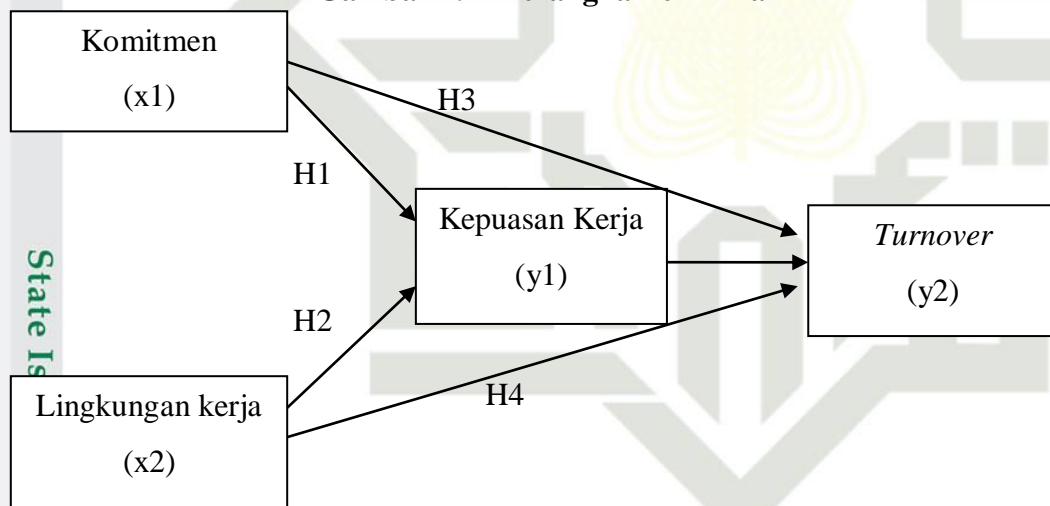 Komitmen
(x1)
H3
H1
Kepuasan Kerja
(y1)
Turnover
(y2)
H2
H4
Lingkungan kerja
(x2)
State Is